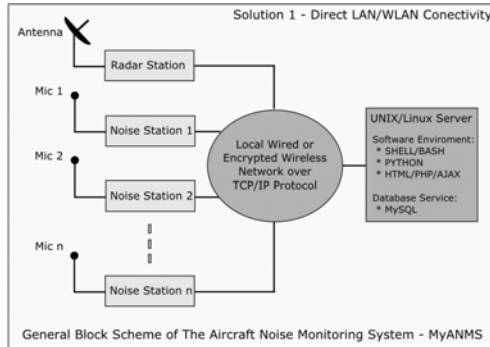 Solution 1 - Direct LAN/WLAN Conectivity
Antenna
Radar Station
Mic 1
Noise Station 1
Mic 2
Noise Station 2
Mic n
Noise Station n
Local Wired or
Encrypted Wireless
Network over
TCP/IP Protocol
UNIX/Linux Server
Software Enviroment:
* SHELL/BASH
* PYTHON
* HTML/PHP/AJAX
Database Service:
* MySQL
General Block Scheme of The Aircraft Noise Monitoring System - MyANMS